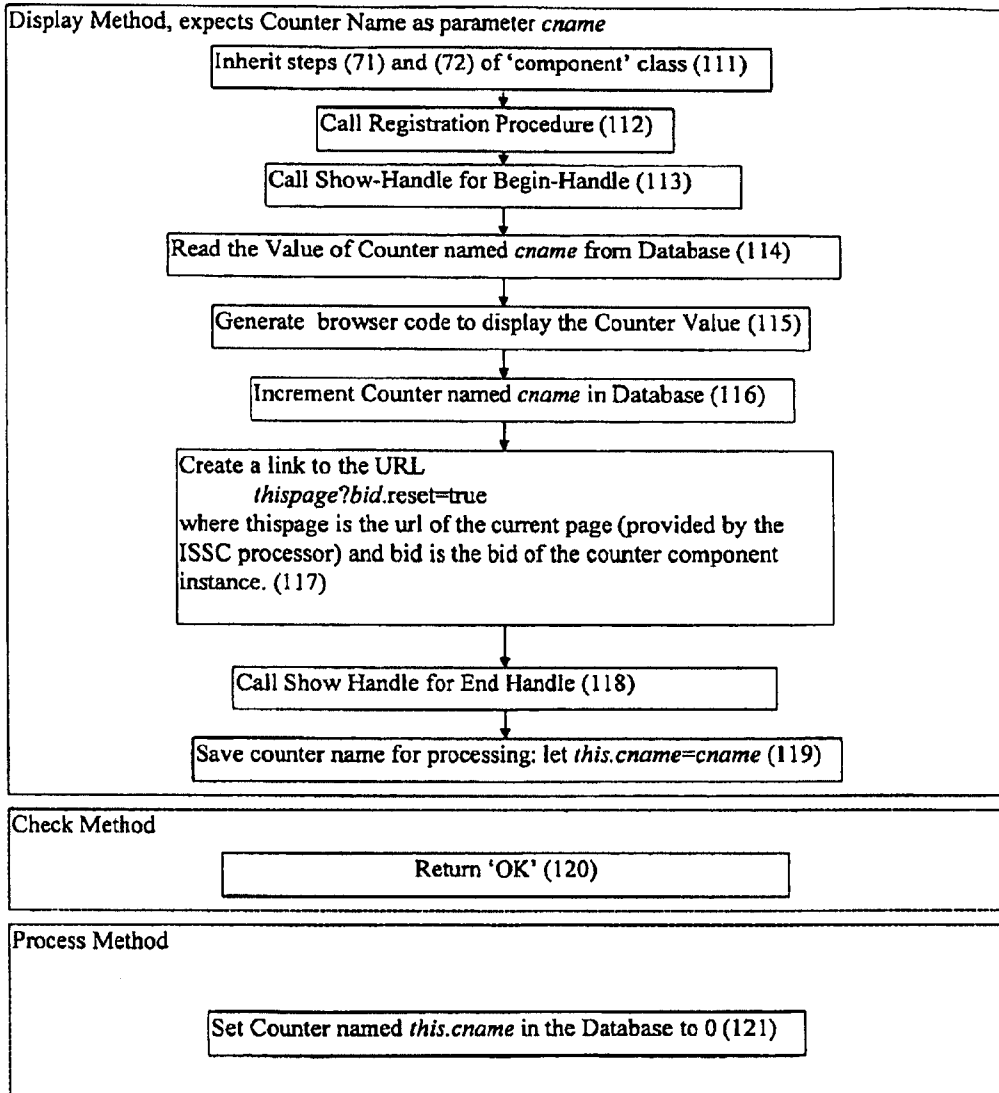 Display Method, expects Counter Name as parameter cname
Inherit steps (71) and (72) of ‘component’ class (111)
Call Registration Procedure (112)
Call Show-Handle for Begin-Handle (113)
Read the Value of Counter named cname from Database (114)
Generate browser code to display the Counter Value (115)
Increment Counter named cname in Database (116)
Create a link to the URL
thispage?bid.reset=true
where thispage is the url of the current page (provided by the
ISSC processor) and bid is the bid of the counter component
instance. (117)
Call Show Handle for End Handle (118)
Save counter name for processing: let this.cname=cname (119)
Check Method
Return ‘OK’ (120)
Process Method
Set Counter named this.cname in the Database to 0 (121)